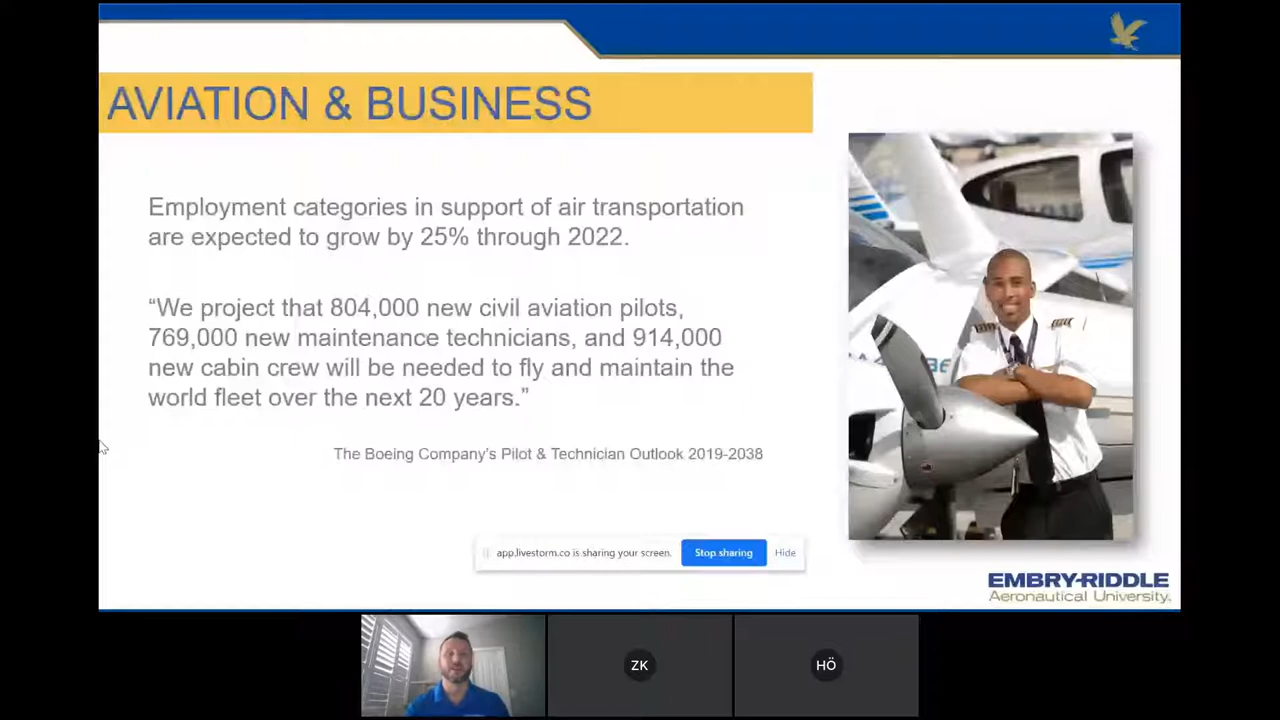 AVIATION & BUSINESS
Employment categories in support of air transportation
are expected to grow by 25% through 2022.
“We project that 804,000 new civil aviation pilots,
769,000 new maintenance technicians, and 914,000
new cabin crew will be needed to fly and maintain the
world fleet over the next 20 years.”
The Boeing Company’s Pilot & Technician Outlook 2019-2038
app.livestorm.co is sharing your screen.
Stop sharing
Hide
EMBRY-RIDDLE
Aeronautical University.
ZK
HÖ